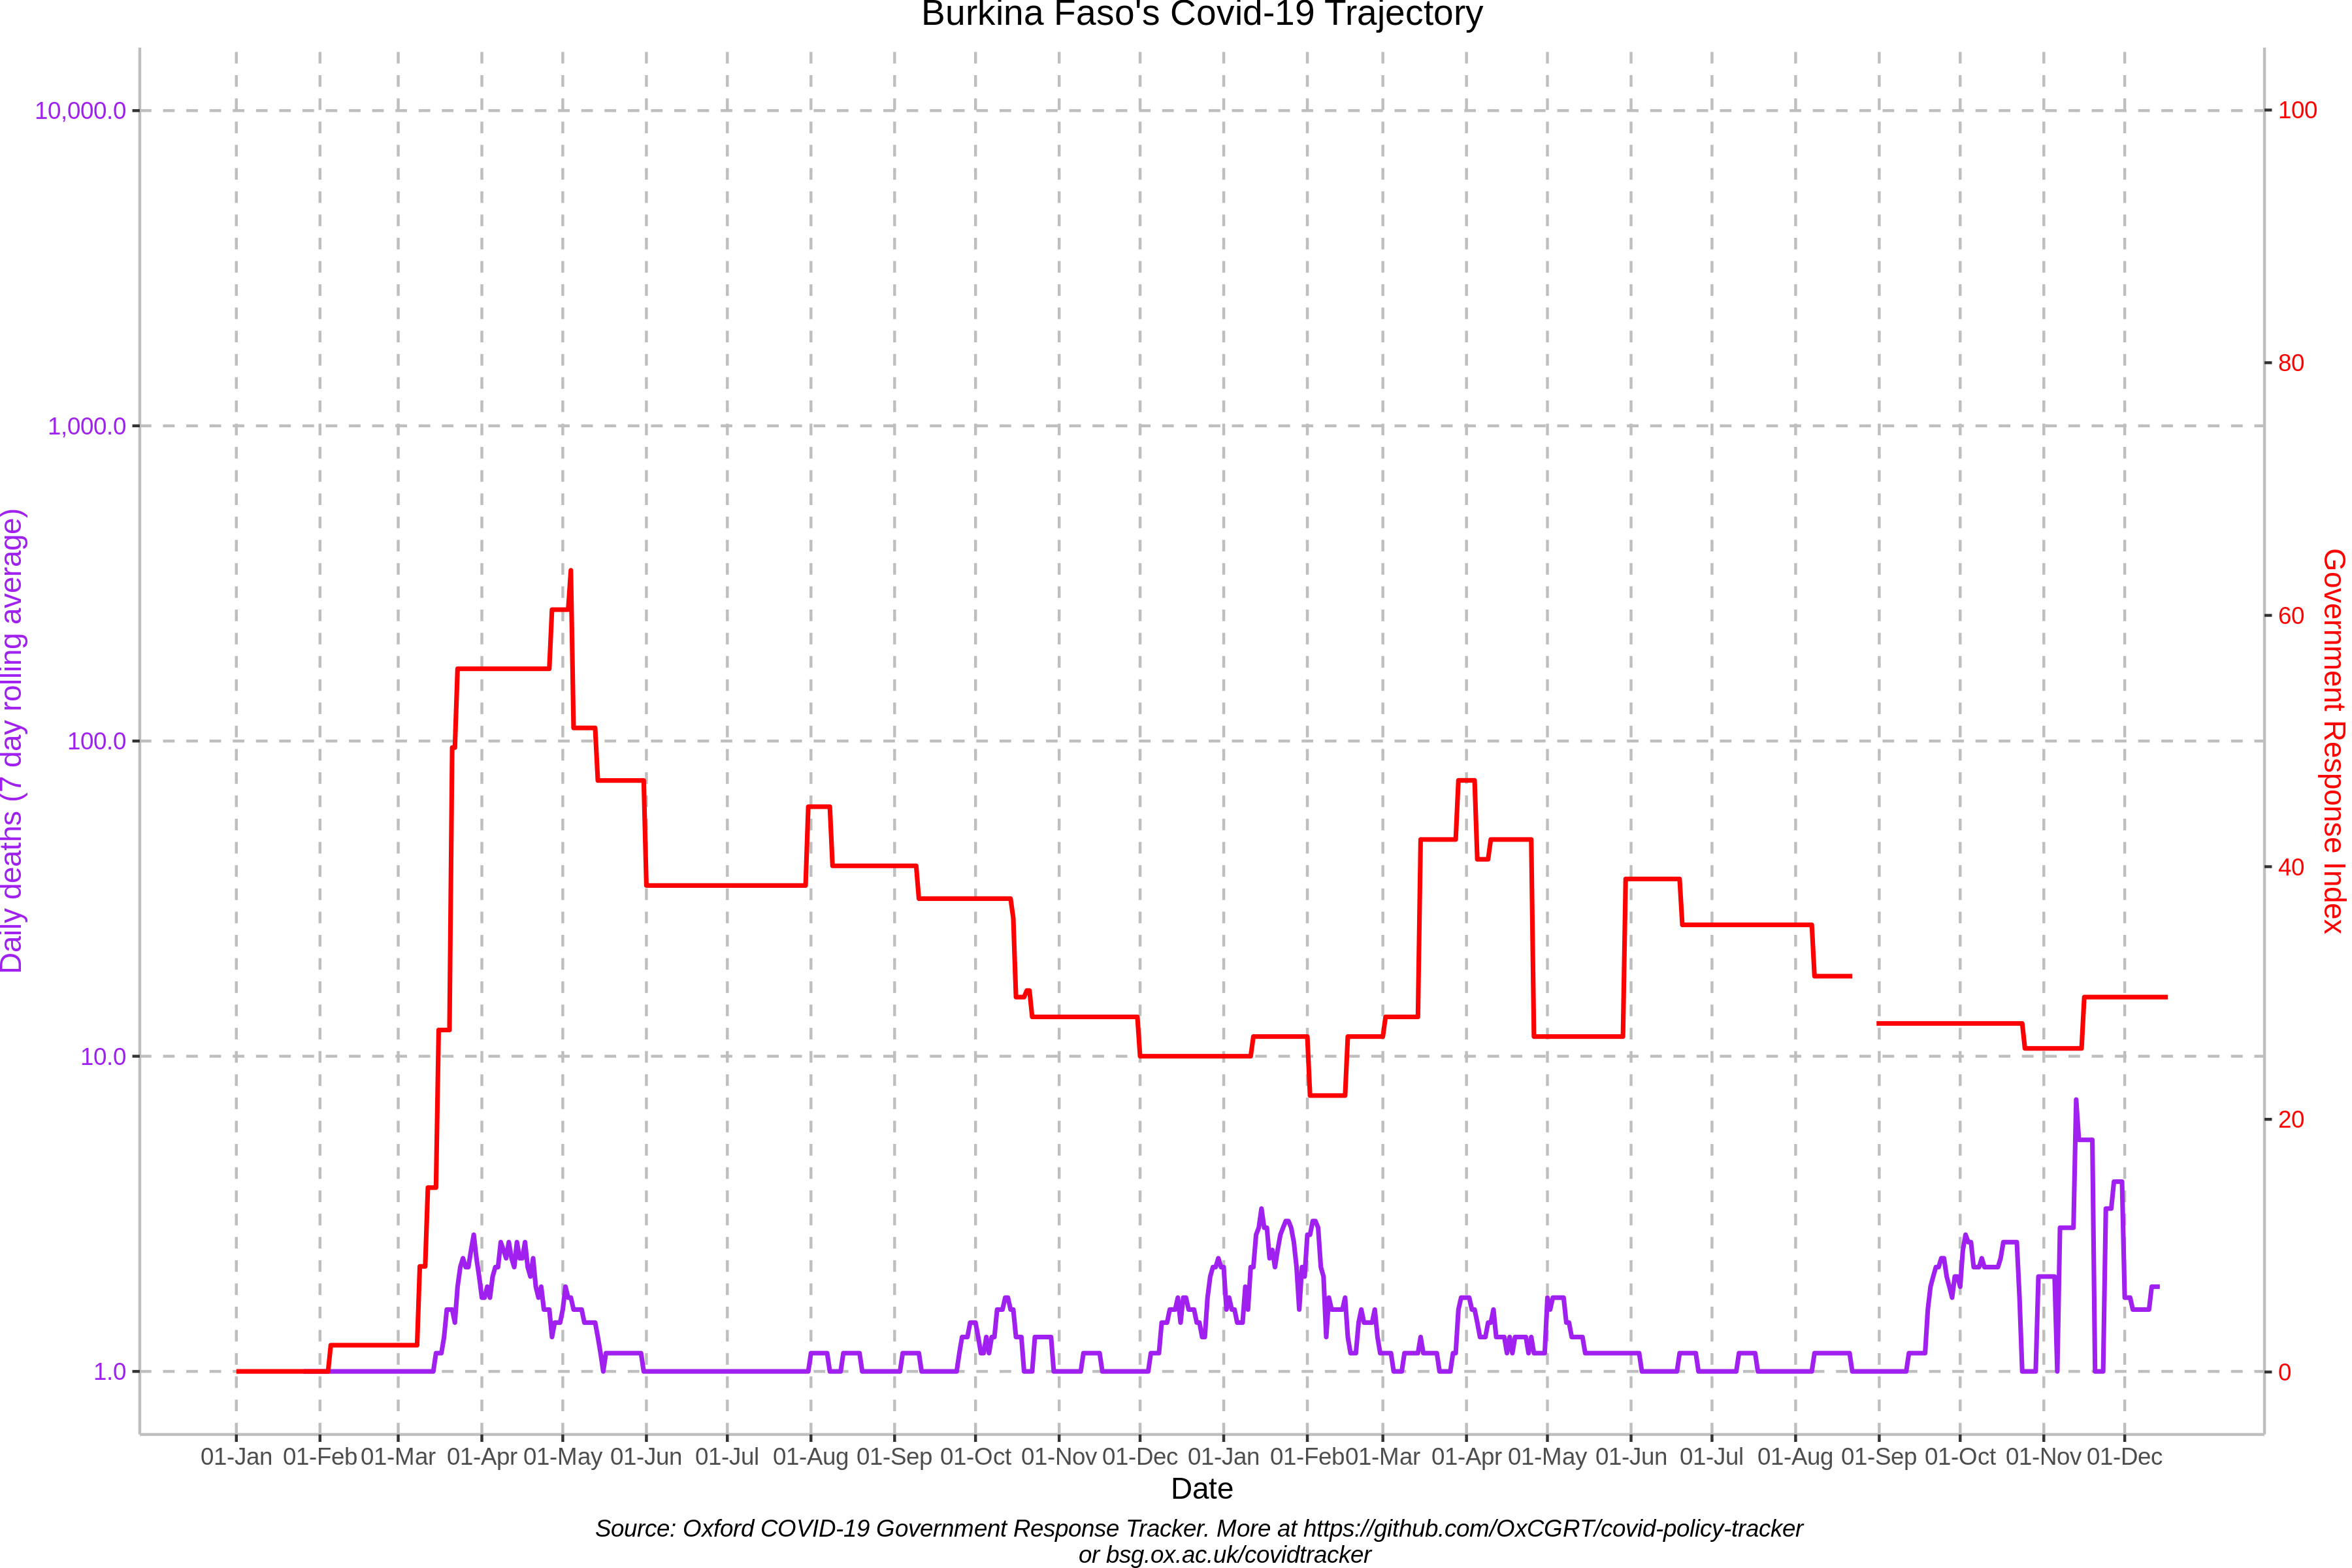 Burkina Faso's Covid-19 Trajectory
10,000.0
1,000.0
100.0
10.0
1.0
Daily deaths (7 day rolling average)
100
80
60
40
20
0
Government Response Index
01-Jan 01-Feb 01-Mar 01-Apr 01-May 01-Jun 01-Jul 01-Aug 01-Sep 01-Oct 01-Nov 01-Dec 01-Jan 01-Feb 01-Mar 01-Apr 01-May 01-Jun 01-Jul 01-Aug 01-Sep 01-Oct 01-Nov 01-Dec
Date
Source: Oxford COVID-19 Government Response Tracker. More at https://github.com/OxCGRT/covid-policy-tracker
or bsg.ox.ac.uk/covidtracker